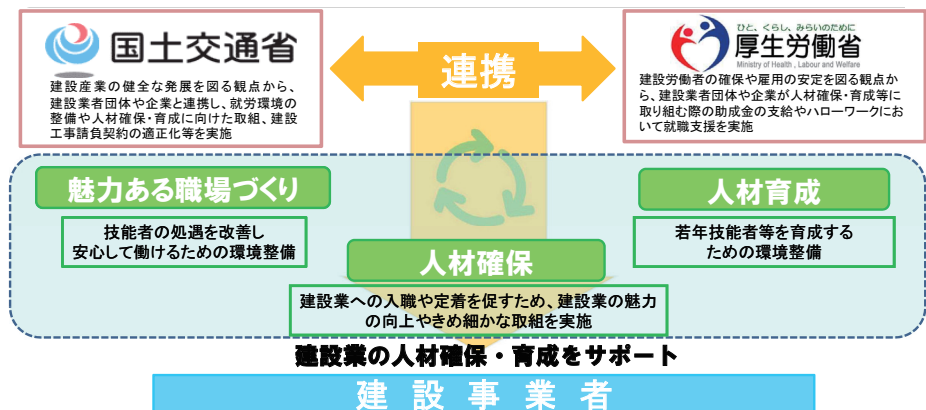 国土交通省
建設産業の健全な発展を図る観点から、
建設業者団体や企業と連携し、就労環境の
整備や人材確保・育成に向けた取組、建設
工事請負契約の適正化等を実施
連携
ひと、くらし、みらいのために
厚生労働省
Ministry of Health, Labour and Welfare
建設労働者の確保や雇用の安定を図る観点か
ら、建設業者団体や企業が人材確保・育成等に
取り組む際の助成金の支給やハローワークにお
いて就職支援を実施
魅力ある職場づくり
技能者の処遇を改善し
安心して働けるための環境整備
人材確保
建設業への入職や定着を促すため、建設業の魅力
の向上やきめ細かな取組を実施
人材育成
若年技能者等を育成する
ための環境整備
建設業の人材確保・育成をサポート
建設事業者